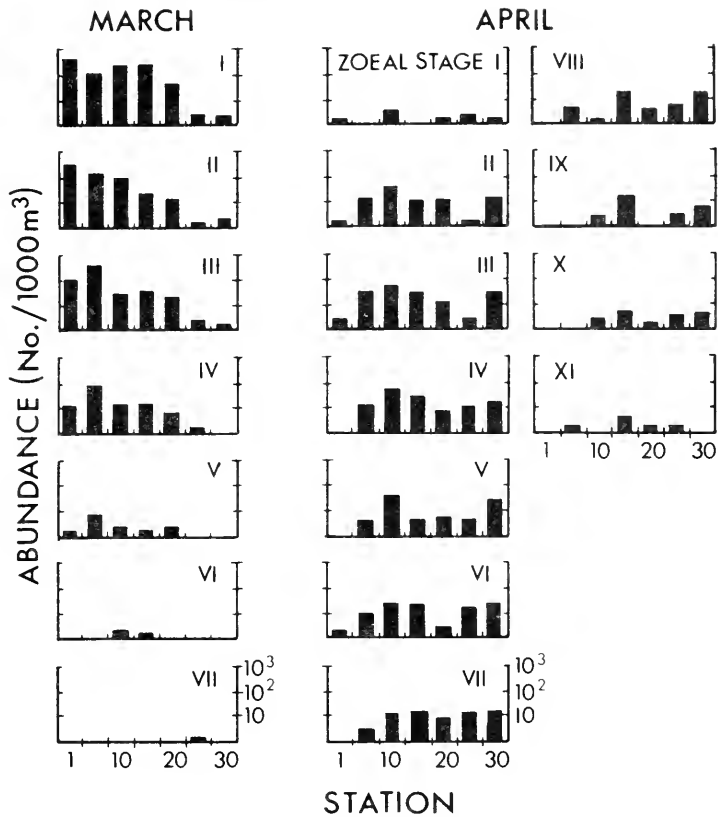 MARCH
APRIL
ABUNDANCE (No./1000m³)
I
II
III
IV
V
VI
VII
10³
10²
10
1 10 20 30
ZOEAL STAGE I
II
III
IV
V
VI
VII
10³
10²
10
1 10 20 30
VIII
IX
X
XI
1 10 20 30
STATION